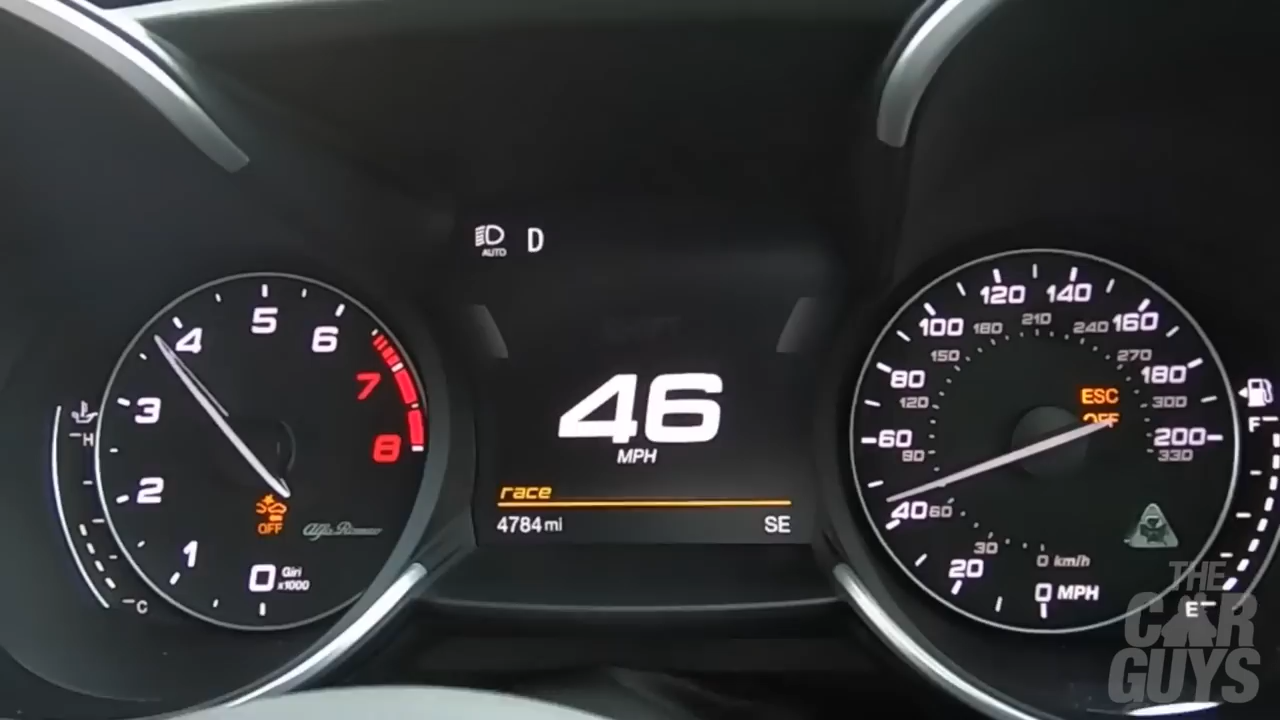 AUTO D
0
1
2
3
4
5
6
7
8
Giri
x1000
H
C
OFF
Alfa Romeo
46
MPH
race
4784 mi SE
0 MPH
20
40
60
80
100
120
140
160
180
200
0 km/h
30
60
90
120
150
180
210
240
270
300
330
ESC
OFF
F
E
THE
CAR
GUYS